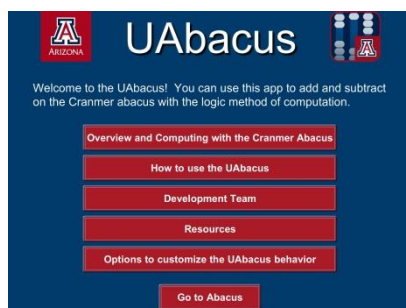 UAbacus
ARIZONA
Welcome to the UAbacus! You can use this app to add and subtract
on the Cranmer abacus with the logic method of computation.
Overview and Computing with the Cranmer Abacus
How to use the UAbacus
Development Team
Resources
Options to customize the UAbacus behavior
Go to Abacus